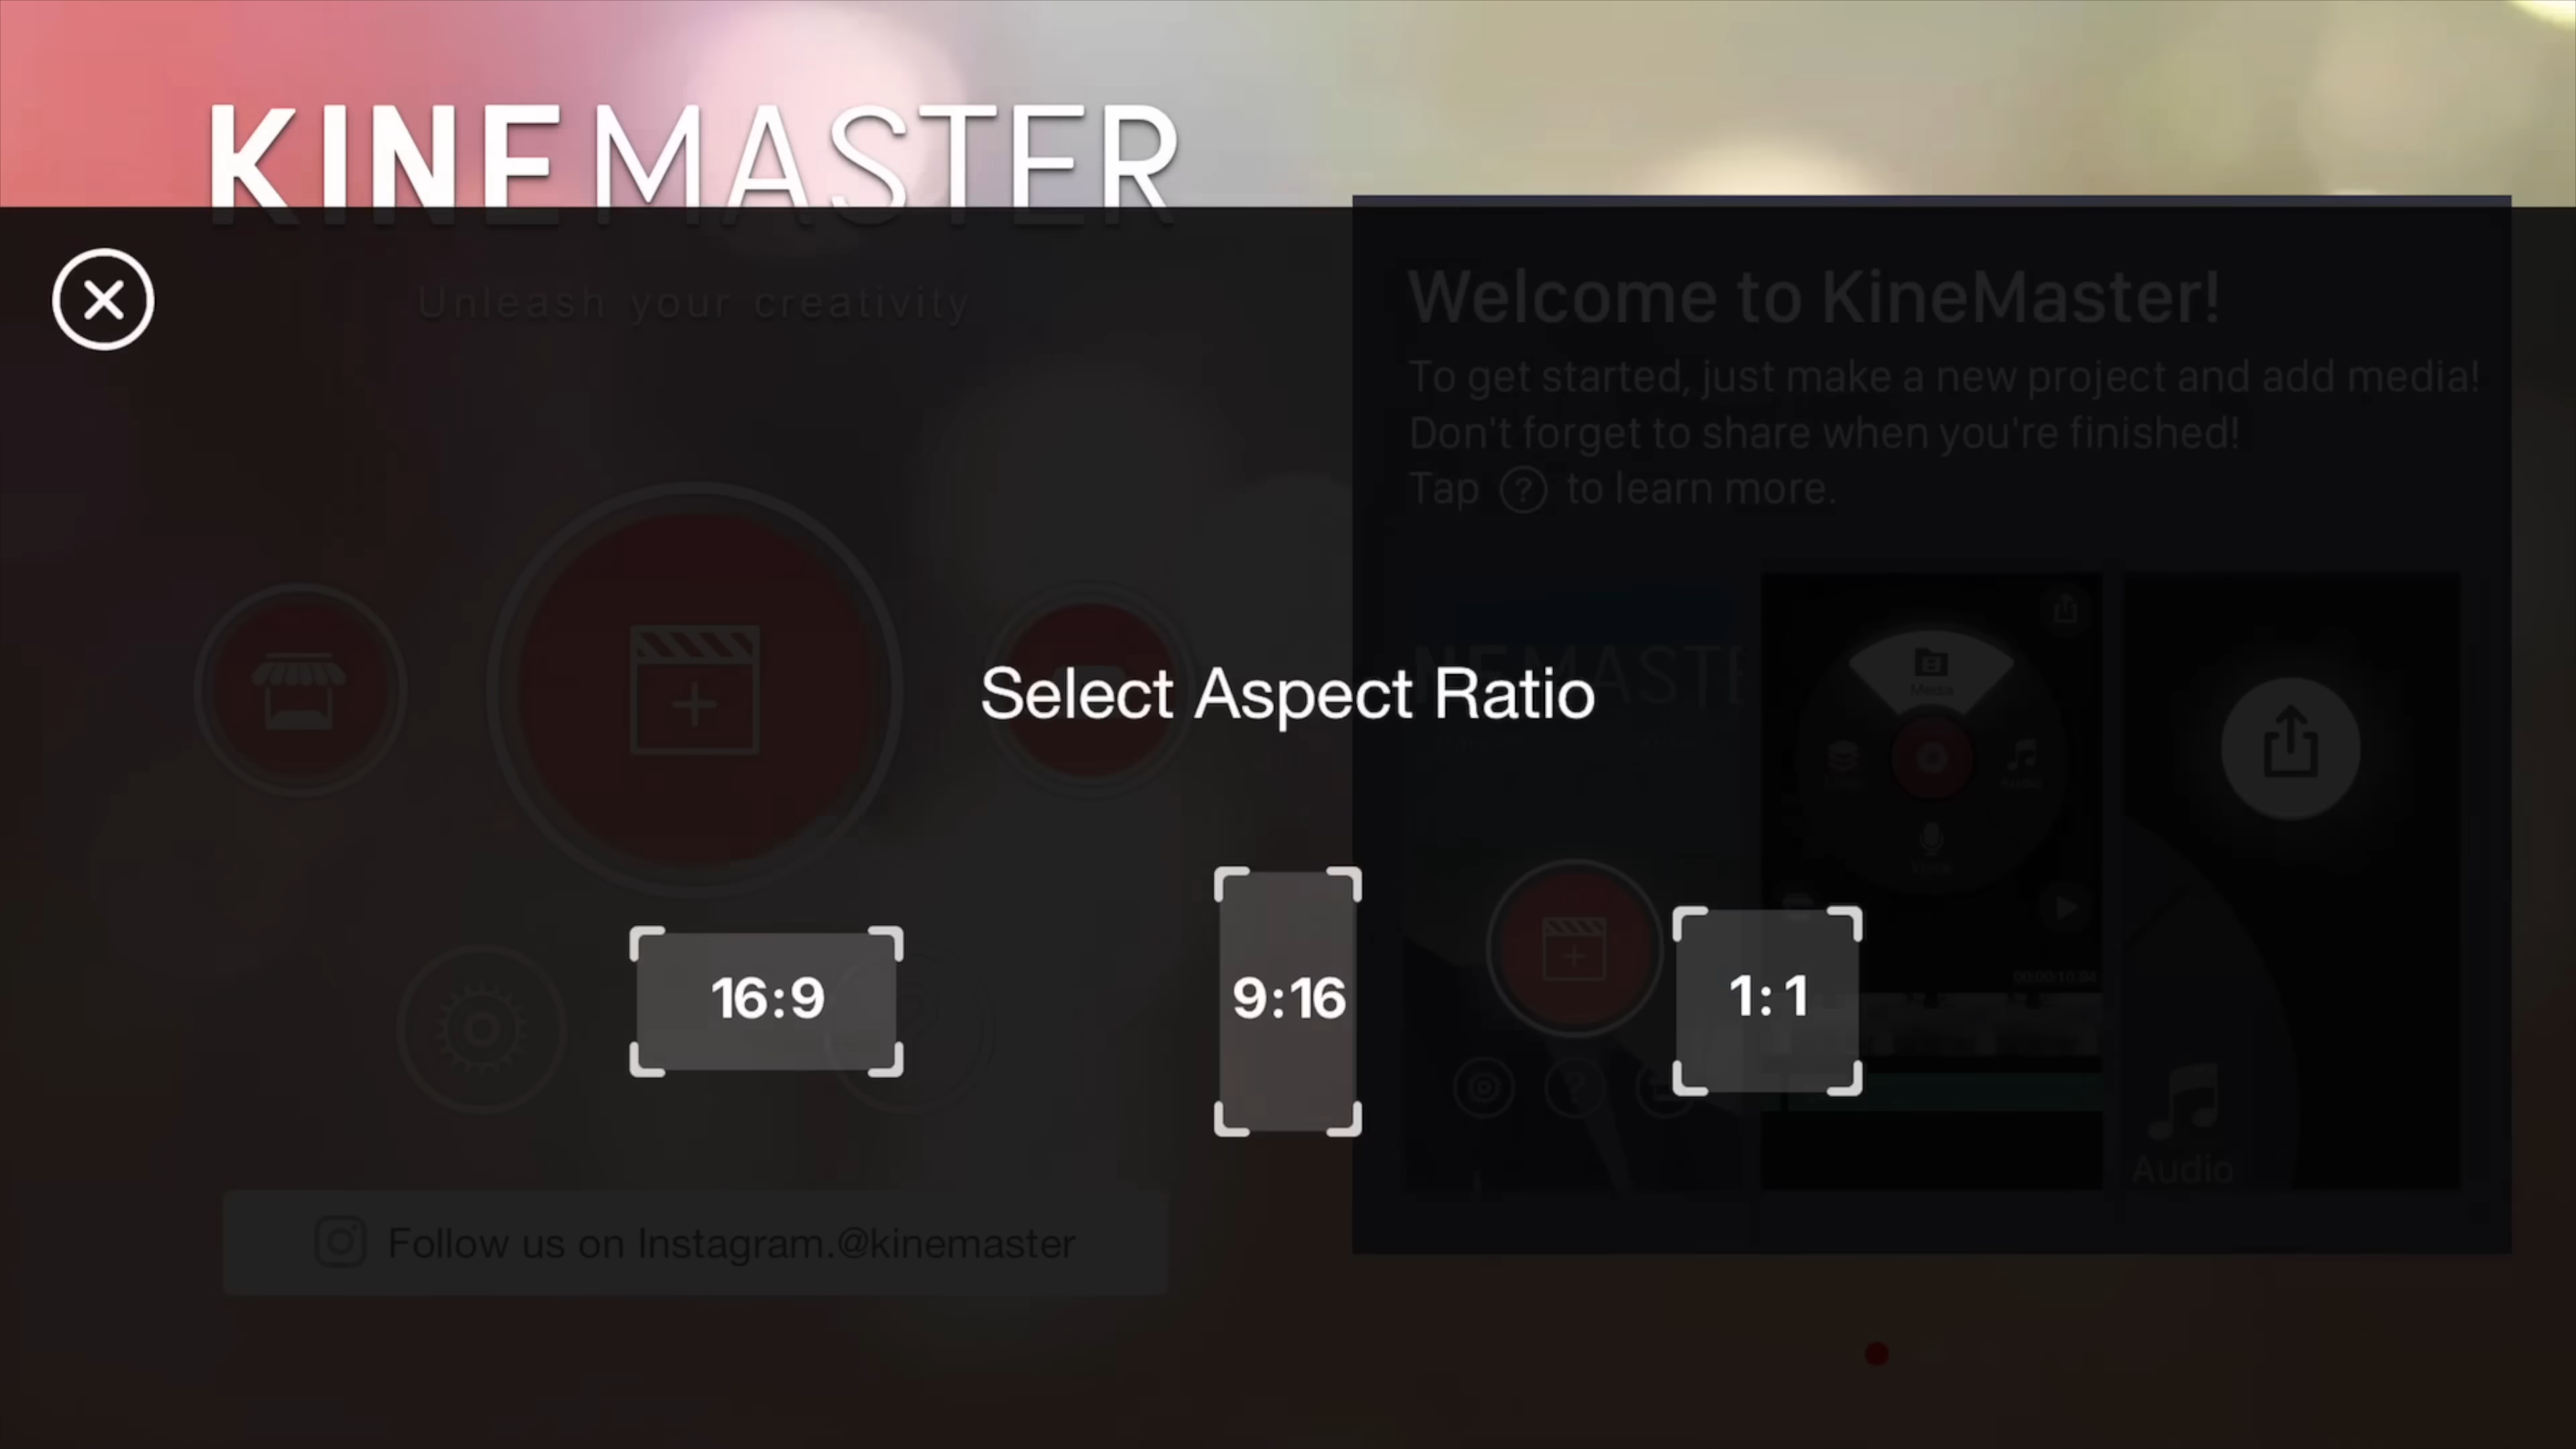 KINEMASTER
Unleash your creativity
Welcome to KineMaster!
To get started, just make a new project and add media!
Don't forget to share when you're finished!
Tap ? to learn more.
Select Aspect Ratio
Media
16:9
9:16
1:1
Audio
Follow us on Instagram.@kinemaster